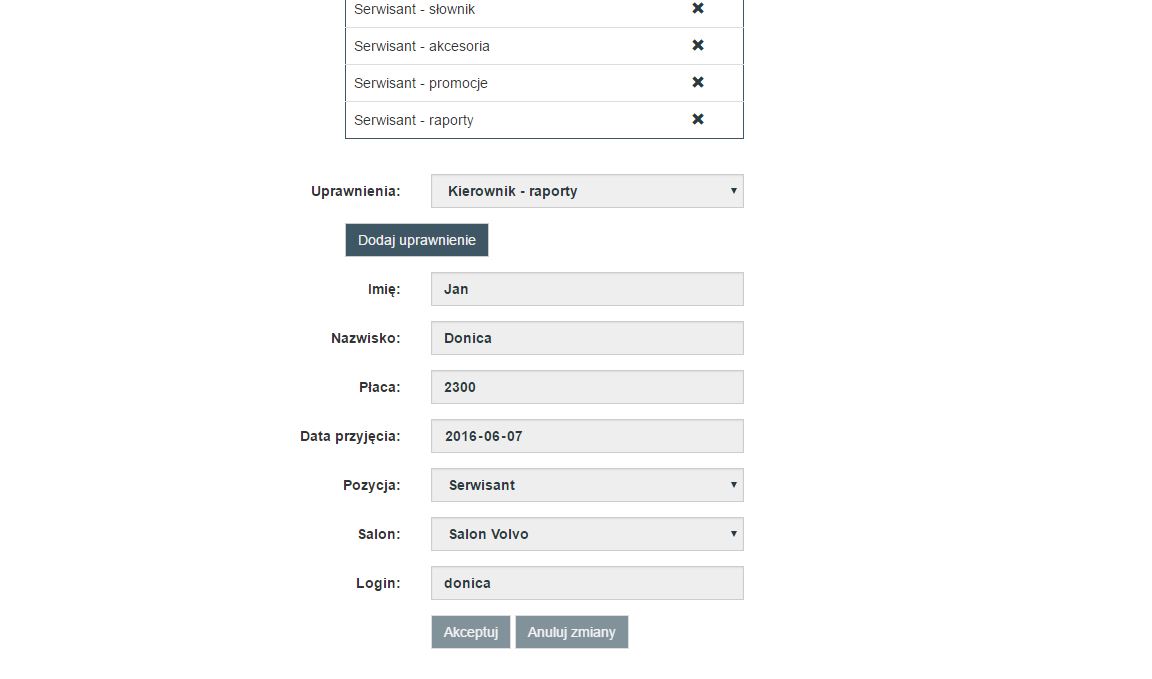 Serwisant - słownik ✖
Serwisant - akcesoria ✖
Serwisant - promocje ✖
Serwisant - raporty ✖
Uprawnienia: Kierownik - raporty
Dodaj uprawnienie
Imię: Jan
Nazwisko: Donica
Płaca: 2300
Data przyjęcia: 2016-06-07
Pozycja: Serwisant
Salon: Salon Volvo
Login: donica
Akceptuj Anuluj zmiany